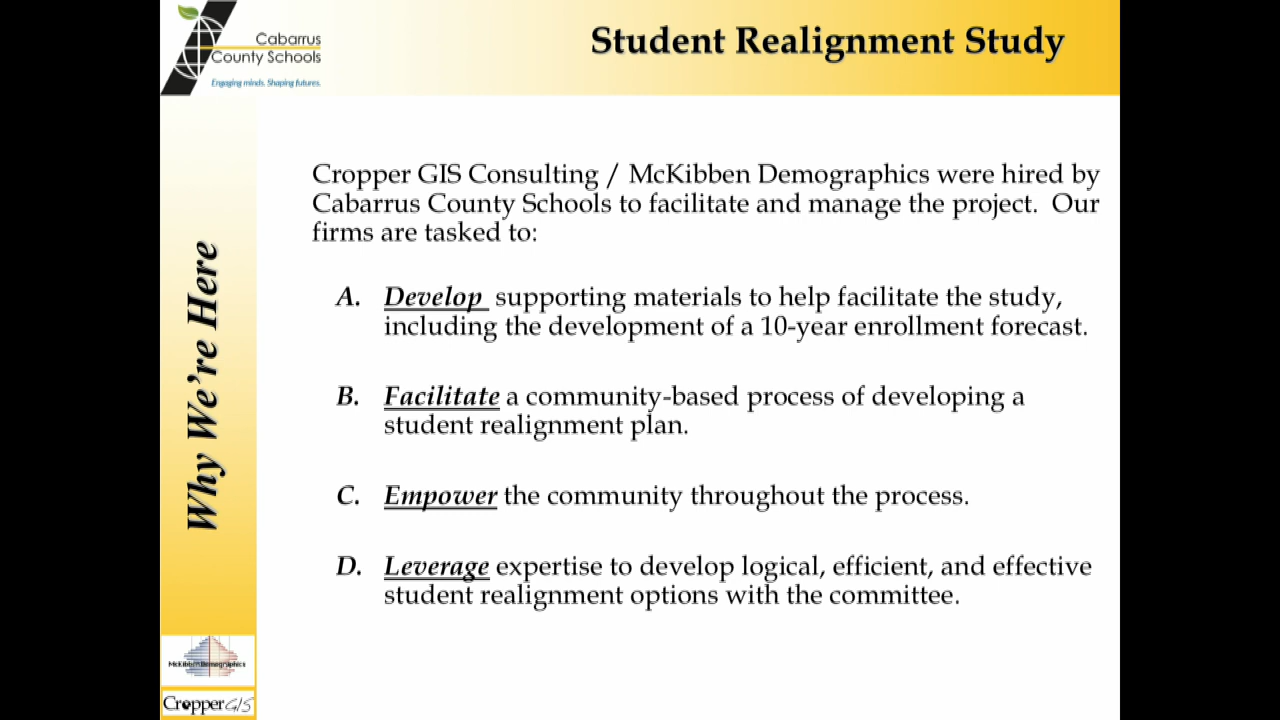 Cabarrus
County Schools
Engaging minds. Shaping futures.
Student Realignment Study
Why We're Here
Cropper GIS Consulting / McKibben Demographics were hired by
Cabarrus County Schools to facilitate and manage the project. Our
firms are tasked to:
A. Develop supporting materials to help facilitate the study,
including the development of a 10-year enrollment forecast.
B. Facilitate a community-based process of developing a
student realignment plan.
C. Empower the community throughout the process.
D. Leverage expertise to develop logical, efficient, and effective
student realignment options with the committee.
McKibben Demographics
Cropper GIS